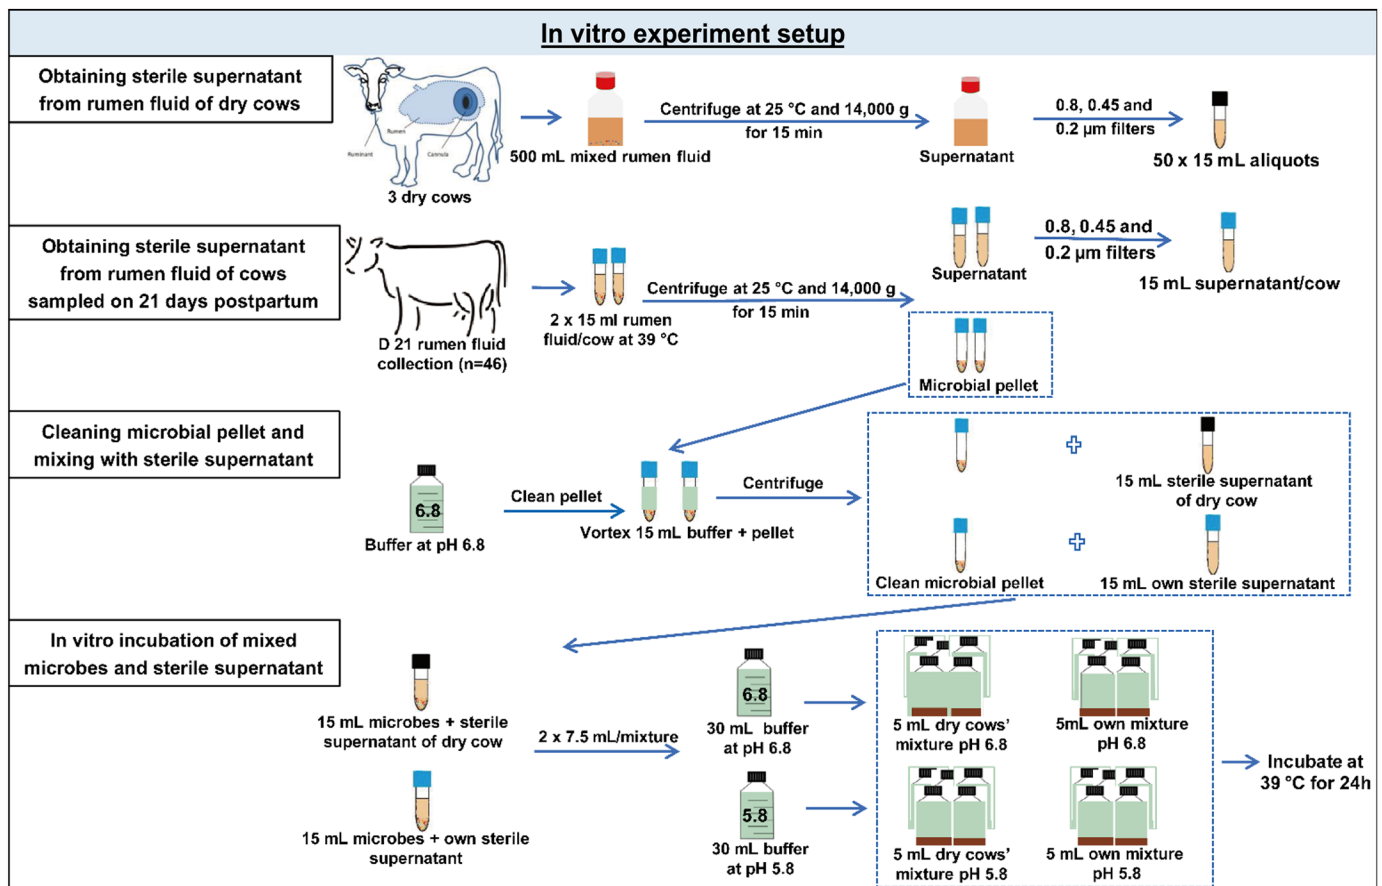 In vitro experiment setup
Obtaining sterile supernatant
from rumen fluid of dry cows
Rumen
Ruminant
Cannula
3 dry cows
500 mL mixed rumen fluid
Centrifuge at 25 °C and 14,000 g
for 15 min
Supernatant
0.8, 0.45 and
0.2 µm filters
50 x 15 mL aliquots
Obtaining sterile supernatant
from rumen fluid of cows
sampled on 21 days postpartum
D 21 rumen fluid
collection (n=46)
2 x 15 ml rumen
fluid/cow at 39 °C
Centrifuge at 25 °C and 14,000 g
for 15 min
Supernatant
0.8, 0.45 and
0.2 µm filters
15 mL supernatant/cow
Microbial pellet
Cleaning microbial pellet and
mixing with sterile supernatant
6.8
Buffer at pH 6.8
Clean pellet
Vortex 15 mL buffer + pellet
Centrifuge
15 mL sterile supernatant
of dry cow
Clean microbial pellet
15 mL own sterile supernatant
In vitro incubation of mixed
microbes and sterile supernatant
15 mL microbes + sterile
supernatant of dry cow
15 mL microbes + own sterile
supernatant
2 x 7.5 mL/mixture
6.8
30 mL buffer
at pH 6.8
5.8
30 mL buffer
at pH 5.8
5 mL dry cows'
mixture pH 6.8
5mL own mixture
pH 6.8
5 mL dry cows'
mixture pH 5.8
5 mL own mixture
pH 5.8
Incubate at
39 °C for 24h